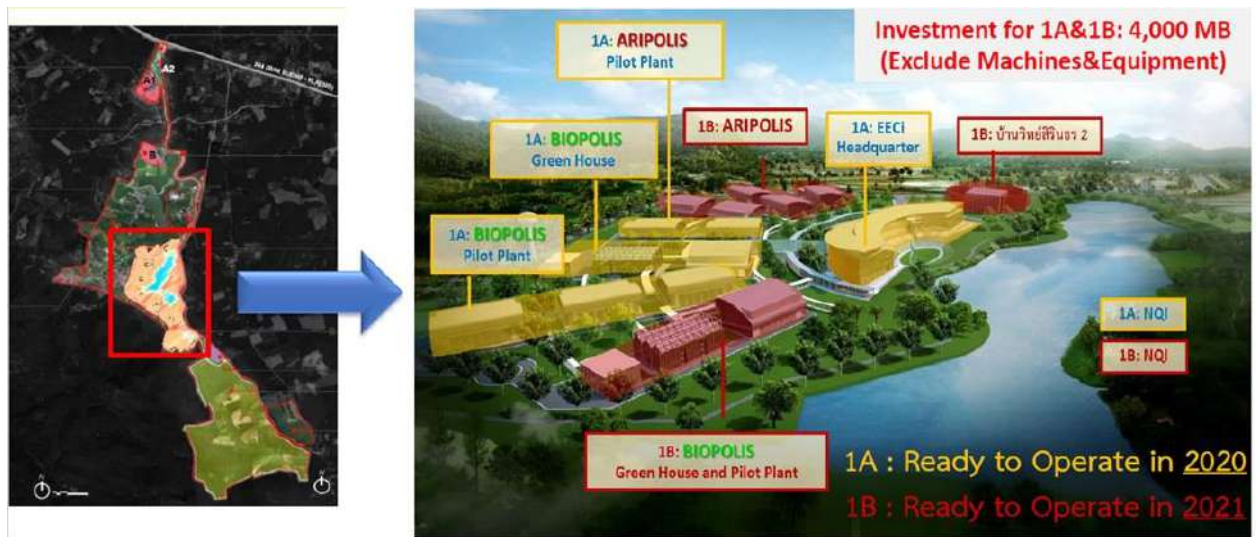 A2
A1
B
Investment for 1A&1B: 4,000 MB
(Exclude Machines&Equipment)
1A: ARIPOLIS
Pilot Plant
1B: ARIPOLIS
1A: EECi
Headquarter
1B: บ้านวิทย์สิรินธร 2
1A: BIOPOLIS
Green House
1A: BIOPOLIS
Pilot Plant
1A: NQI
1B: NQI
1B: BIOPOLIS
Green House and Pilot Plant
1A : Ready to Operate in 2020
1B : Ready to Operate in 2021